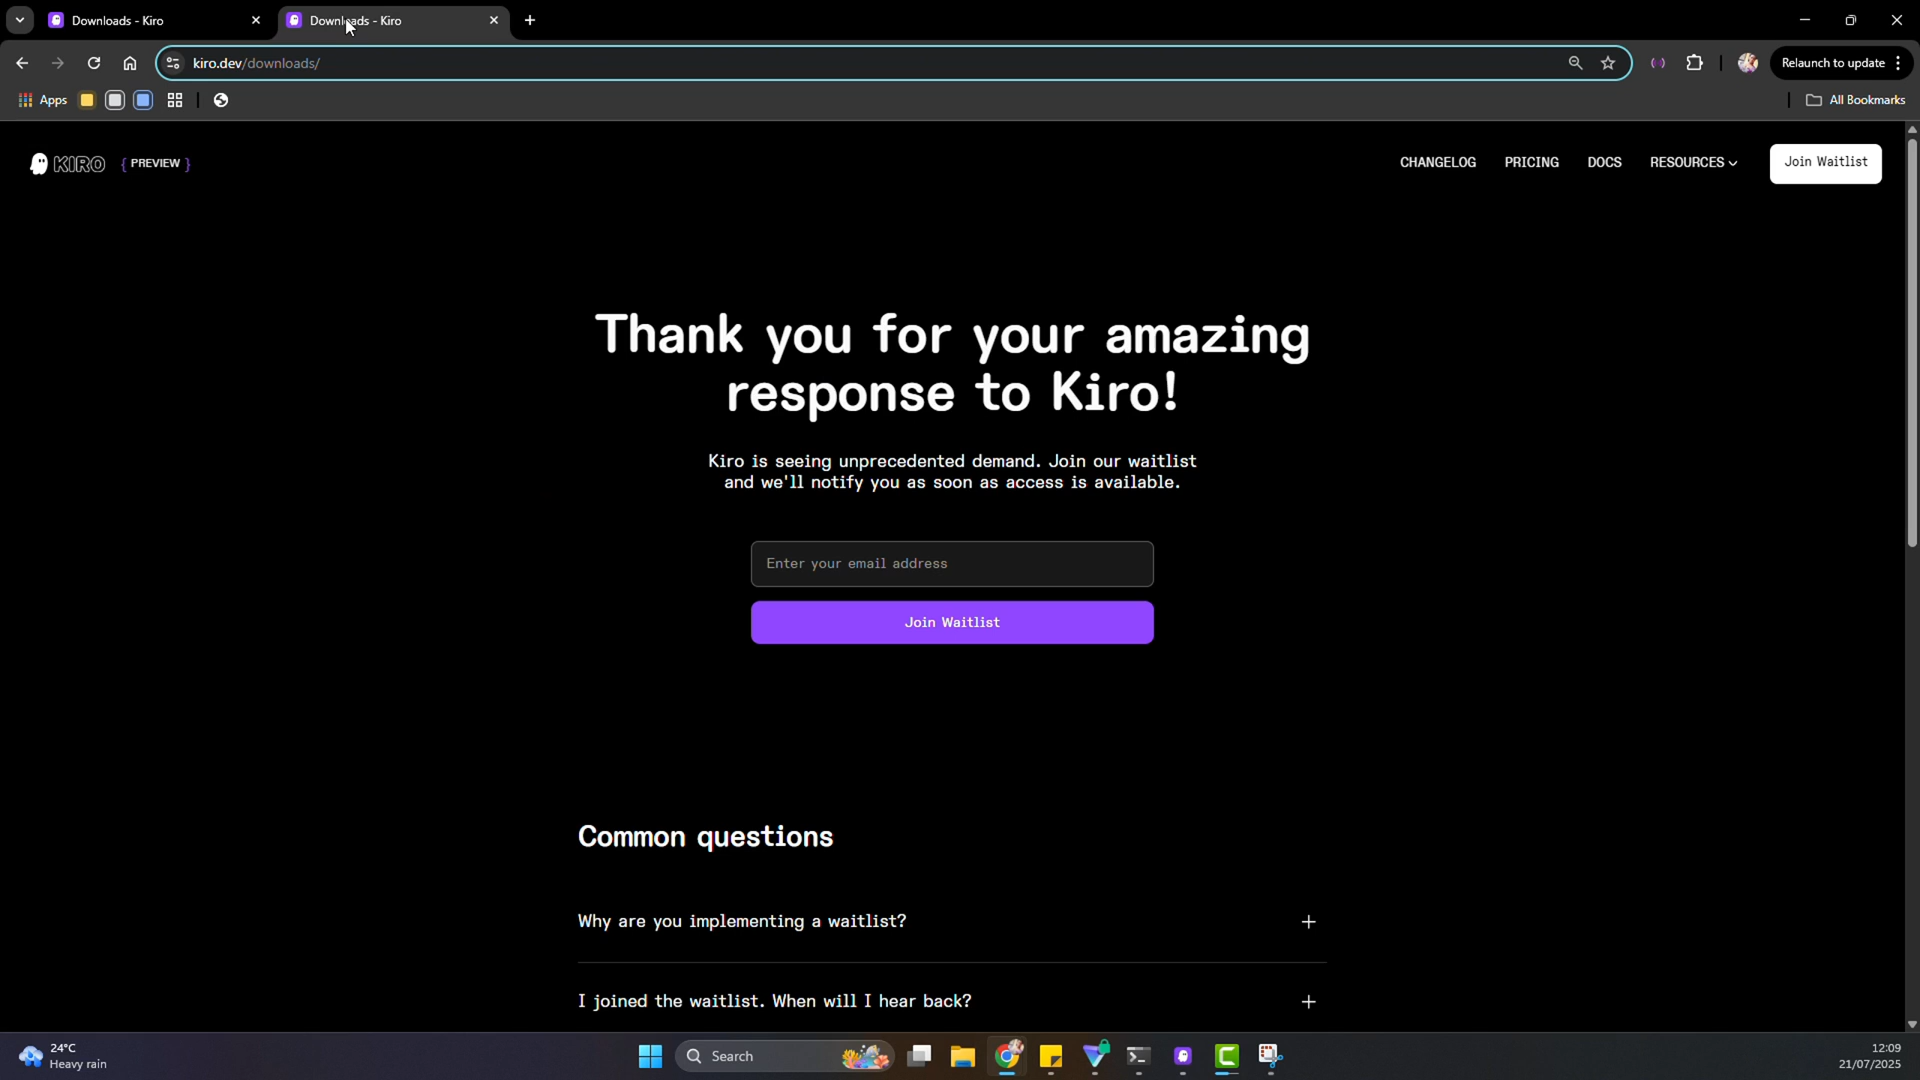 Downloads - Kiro
Downloads - Kiro
kiro.dev/downloads/
Relaunch to update
Apps
All Bookmarks
KIRO { PREVIEW }
CHANGELOG PRICING DOCS RESOURCES Join Waitlist
Thank you for your amazing
response to Kiro!
Kiro is seeing unprecedented demand. Join our waitlist
and we'll notify you as soon as access is available.
Enter your email address
Join Waitlist
Common questions
Why are you implementing a waitlist? +
I joined the waitlist. When will I hear back? +
24°C
Heavy rain
Search
12:09
21/07/2025